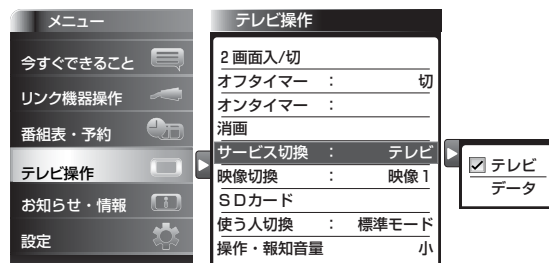 メニュー
今すぐできること
リンク機器操作
番組表・予約
テレビ操作
お知らせ・情報
設定
テレビ操作
2画面入/切
オフタイマー : 切
オンタイマー :
消画
サービス切換 : テレビ
映像切換 : 映像1
SDカード
使う人切換 : 標準モード
操作・報知音量 小
テレビ
データ